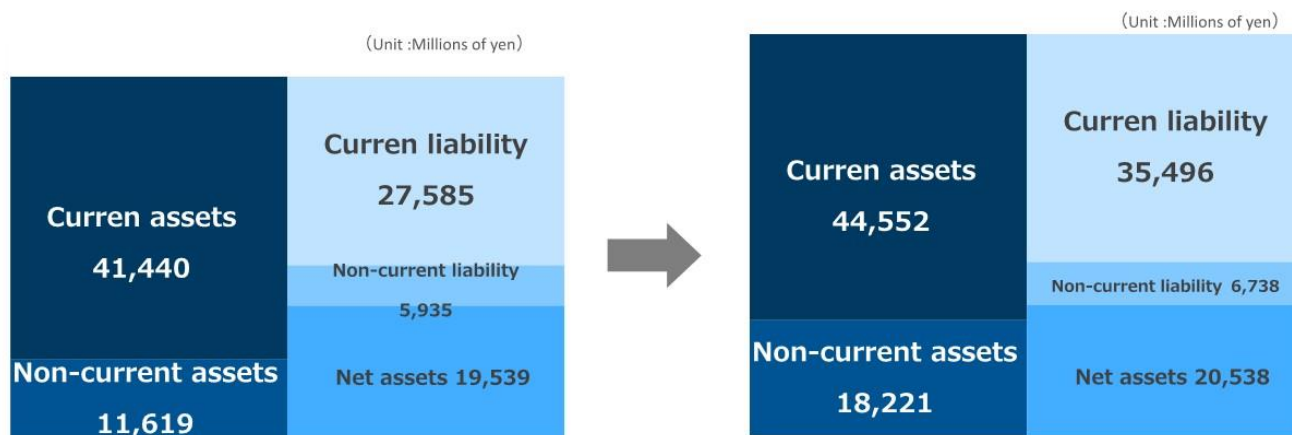 （Unit :Millions of yen）
Curren assets
41,440
Non-current assets
11,619
Curren liability
27,585
Non-current liability
5,935
Net assets 19,539
（Unit :Millions of yen）
Curren assets
44,552
Non-current assets
18,221
Curren liability
35,496
Non-current liability 6,738
Net assets 20,538